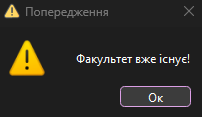 Попередження
Факультет вже існує!
Ок